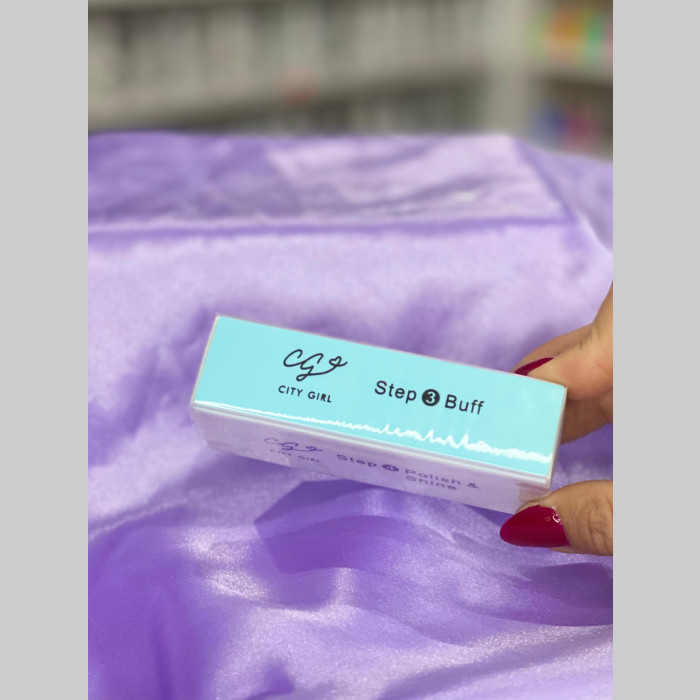 CG
CITY GIRL
Step 3 Buff
CG
CITY GIRL
Step 4 Polish &
Shine